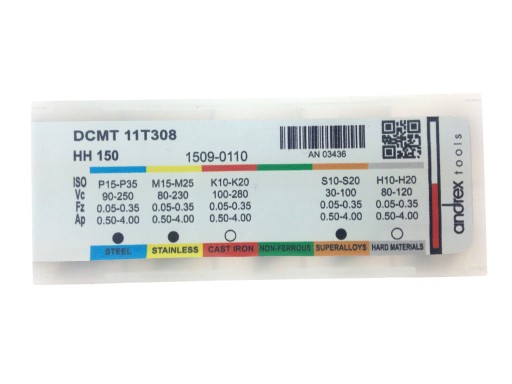 DCMT 11T308
HH 150 1509-0110
AN 03436
ISO P15-P35 M15-M25 K10-K20 S10-S20 H10-H20
Vc 90-250 80-230 100-280 30-100 80-120
Fz 0.05-0.35 0.05-0.35 0.05-0.35 0.05-0.35 0.05-0.35
Ap 0.50-4.00 0.50-4.00 0.50-4.00 0.50-4.00 0.50-4.00
STEEL STAINLESS CAST IRON NON-FERROUS SUPERALLOYS HARD MATERIALS
andrex tools